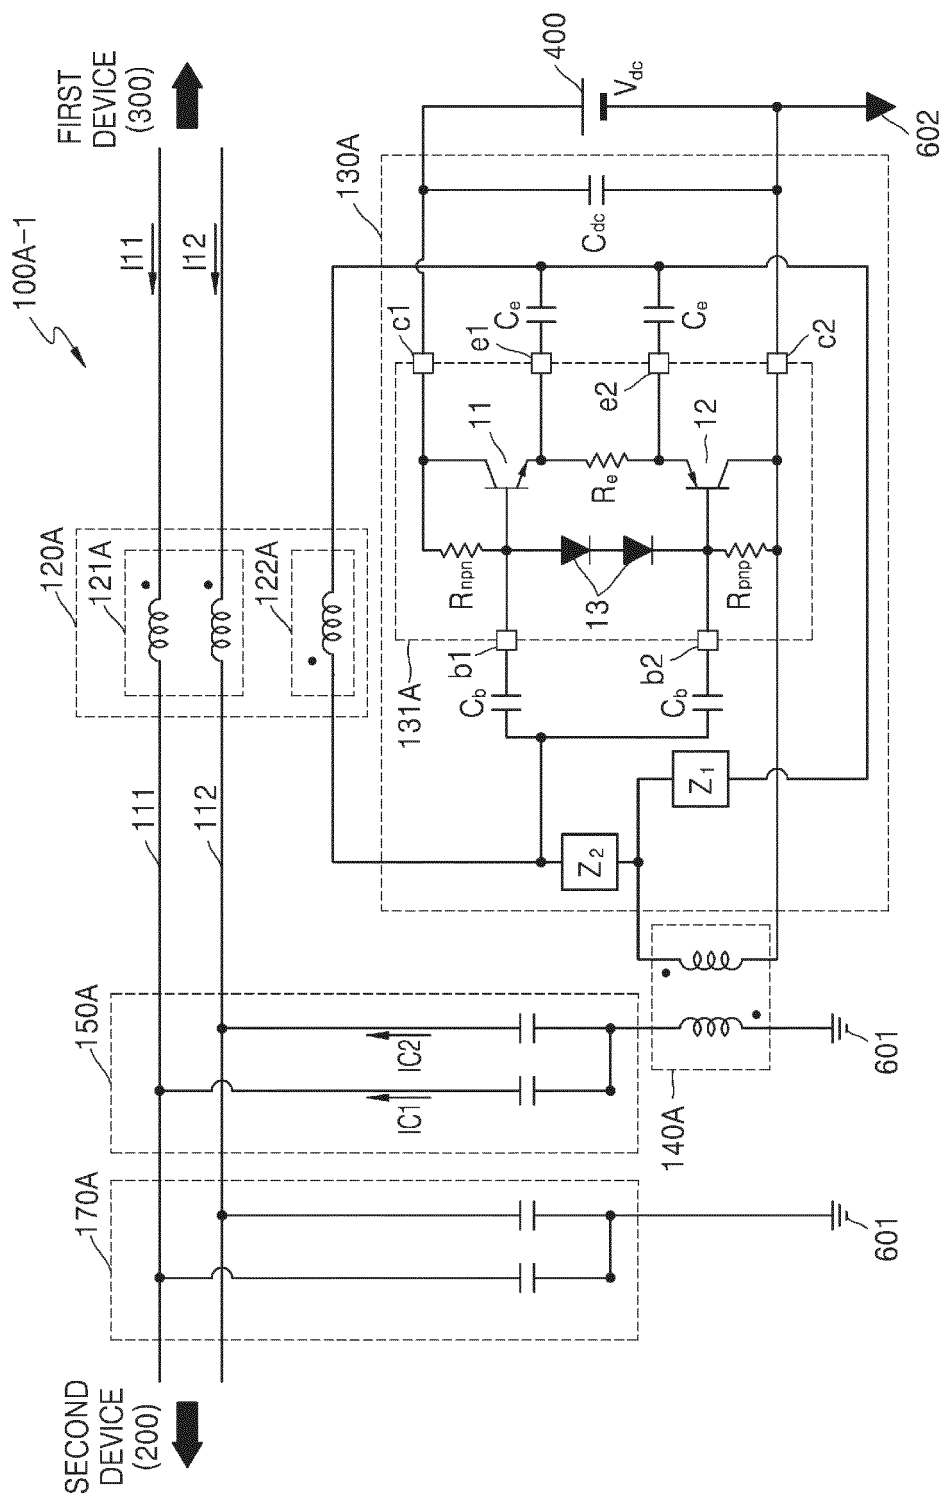 100A-1
SECOND
DEVICE
(200)
FIRST
DEVICE
(300)
170A
150A
111
112
120A
121A
122A
I11
I12
IC1
IC2
130A
131A
c1
e1
e2
c2
Ce
Ce
11
12
Re
Rnpn
Rpnp
13
b1
b2
Cb
Cb
Cdc
400
Vdc
Z2
Z1
140A
601
601
602